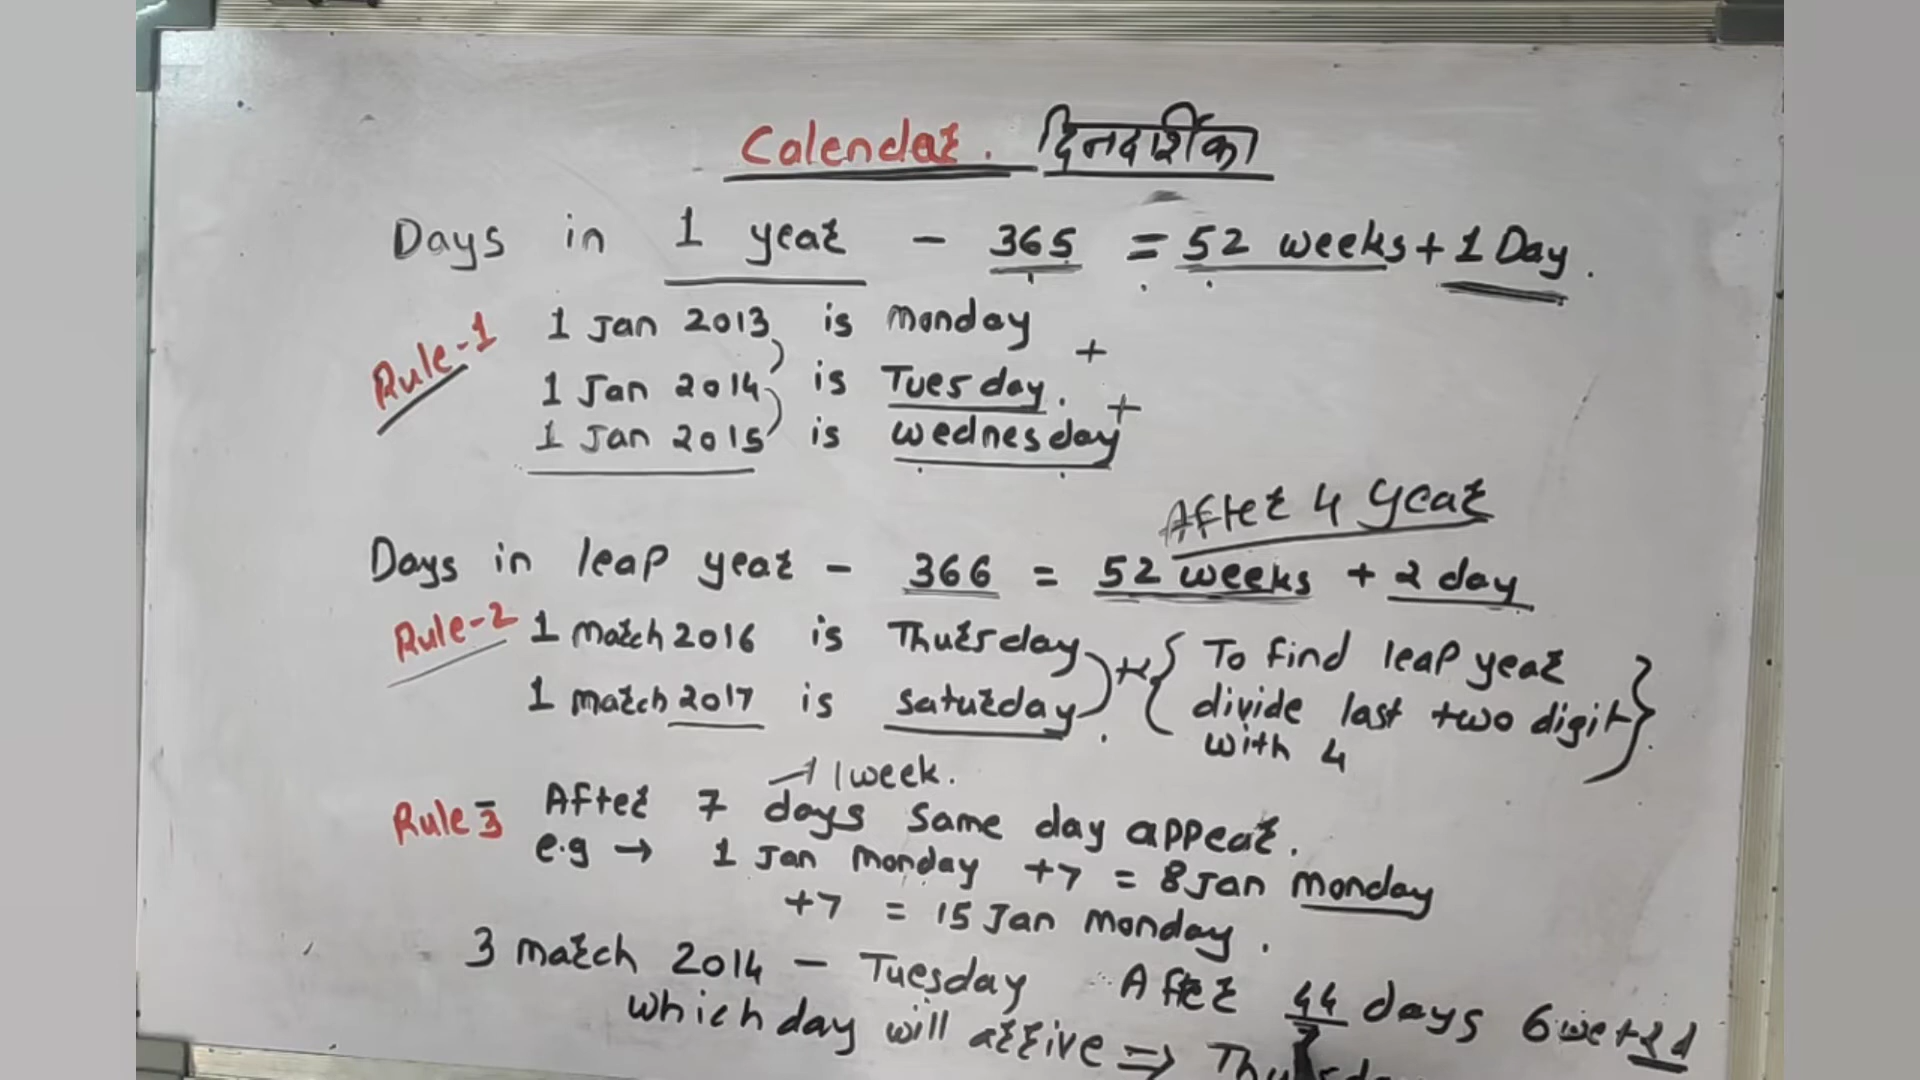 Calendar. दिनदर्शिका
Days in 1 year - 365 = 52 weeks + 1 Day.
Rule-1 1 Jan 2013 is monday +
1 Jan 2014 is Tuesday. +
1 Jan 2015 is wednesday
After 4 year
Days in leap year - 366 = 52 weeks + 2 day
Rule-2 1 march 2016 is Thursday
1 march 2017 is saturday
{ To find leap year
divide last two digit }
with 4
1 week.
Rule-3 After 7 days same day appear.
e.g → 1 Jan monday +7 = 8 Jan monday
+7 = 15 Jan monday.
3 march 2014 - Tuesday After 44 days 6 we+2d
7
which day will arrive ⇒